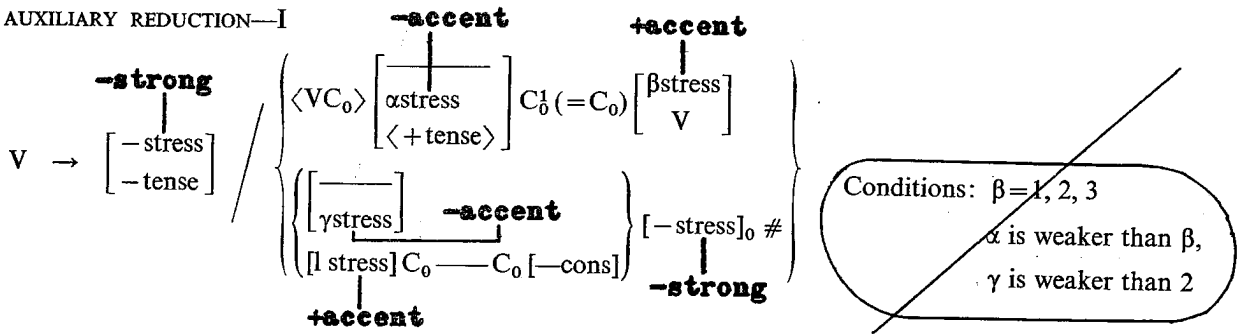 AUXILIARY REDUCTION—I
−accent
+accent
−strong
⟨VC₀⟩ [ —— αstress ⟨+tense⟩ ] C₀¹ (=C₀) [ βstress V ]
V → [ −stress −tense ] /
Conditions: β=1, 2, 3
α is weaker than β,
γ is weaker than 2
[ —— γstress ] −accent
[1 stress] C₀ —— C₀ [−cons] [−stress]₀ #
−strong
+accent